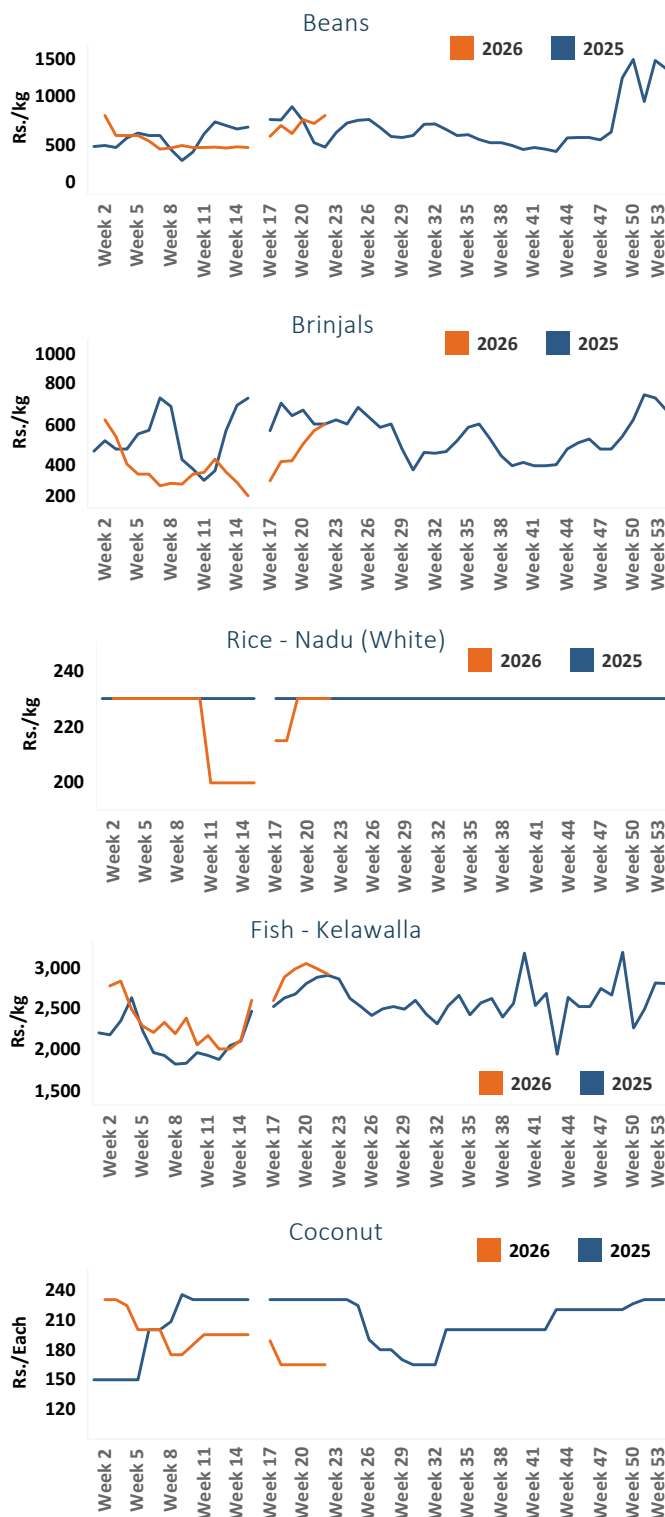 Beans
2026 2025
Rs./kg
1500
1000
500
0
Week 2 Week 5 Week 8 Week 11 Week 14 Week 17 Week 20 Week 23 Week 26 Week 29 Week 32 Week 35 Week 38 Week 41 Week 44 Week 47 Week 50 Week 53
Brinjals
2026 2025
Rs./kg
1000
800
600
400
200
Week 2 Week 5 Week 8 Week 11 Week 14 Week 17 Week 20 Week 23 Week 26 Week 29 Week 32 Week 35 Week 38 Week 41 Week 44 Week 47 Week 50 Week 53
Rice - Nadu (White)
2026 2025
Rs./kg
240
220
200
Week 2 Week 5 Week 8 Week 11 Week 14 Week 17 Week 20 Week 23 Week 26 Week 29 Week 32 Week 35 Week 38 Week 41 Week 44 Week 47 Week 50 Week 53
Fish - Kelawalla
Rs./kg
3,000
2,500
2,000
1,500
2026 2025
Week 2 Week 5 Week 8 Week 11 Week 14 Week 17 Week 20 Week 23 Week 26 Week 29 Week 32 Week 35 Week 38 Week 41 Week 44 Week 47 Week 50 Week 53
Coconut
2026 2025
Rs./Each
240
210
180
150
120
Week 2 Week 5 Week 8 Week 11 Week 14 Week 17 Week 20 Week 23 Week 26 Week 29 Week 32 Week 35 Week 38 Week 41 Week 44 Week 47 Week 50 Week 53